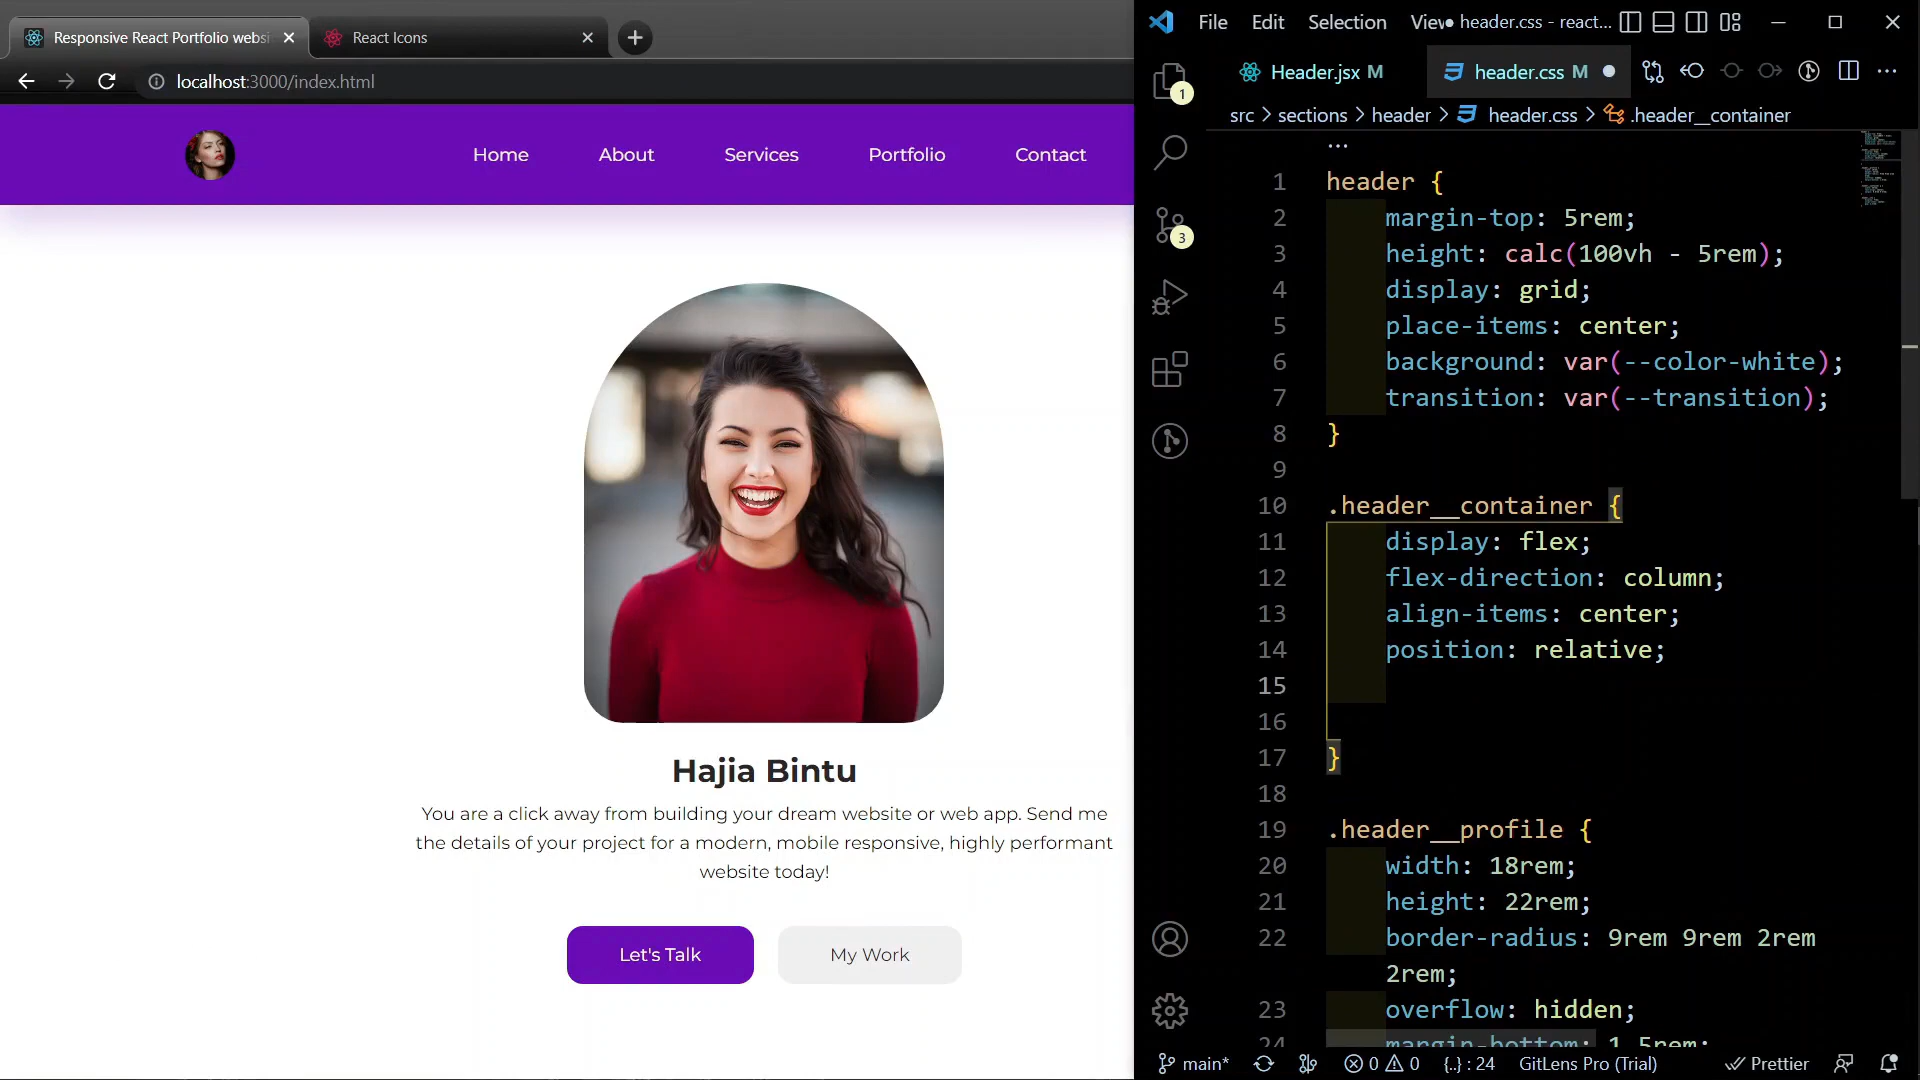 Responsive React Portfolio websi
React Icons
localhost:3000/index.html
Home
About
Services
Portfolio
Contact
Hajia Bintu
You are a click away from building your dream website or web app. Send me
the details of your project for a modern, mobile responsive, highly performant
website today!
Let's Talk
My Work
File Edit Selection View
header.css - react...
Header.jsx M
header.css M
src > sections > header > header.css > .header__container
1
3
...
1 header {
2 margin-top: 5rem;
3 height: calc(100vh - 5rem);
4 display: grid;
5 place-items: center;
6 background: var(--color-white);
7 transition: var(--transition);
8 }
9
10 .header__container {
11 display: flex;
12 flex-direction: column;
13 align-items: center;
14 position: relative;
15
16
17 }
18
19 .header__profile {
20 width: 18rem;
21 height: 22rem;
22 border-radius: 9rem 9rem 2rem
2rem;
23 overflow: hidden;
24 margin-bottom: 1.5rem;
main* 0 0 {..} : 24 GitLens Pro (Trial) Prettier